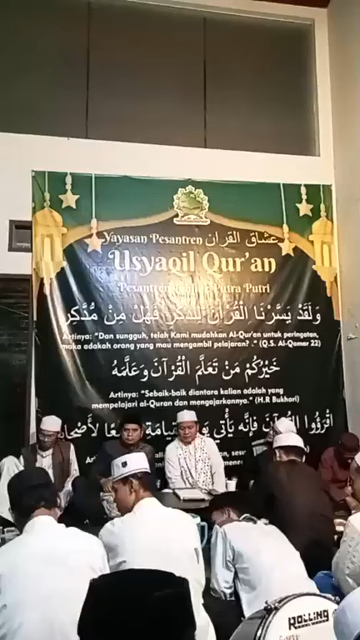 Yayasan Pesantren عشاق القرآن
Usyaqil Qur'an
Pesantren Putra Putri
وَلَقَدْ يَسَّرْنَا الْقُرْآنَ لِلذِّكْرِ فَهَلْ مِنْ مُدَّكِرٍ
Artinya: "Dan sungguh, telah Kami mudahkan Al-Qur'an untuk peringatan,
maka adakah orang yang mau mengambil pelajaran? ." (Q.S. Al-Qamar 22)
خَيْرُكُمْ مَنْ تَعَلَّمَ الْقُرْآنَ وَعَلَّمَهُ
Artinya: "Sebaik-baik diantara kalian adalah yang
mempelajari al-Quran dan mengajarkannya." (H.R Bukhari)
اقْرَؤُوا الْقُرْآنَ فَإِنَّهُ يَأْتِي
ROLLING